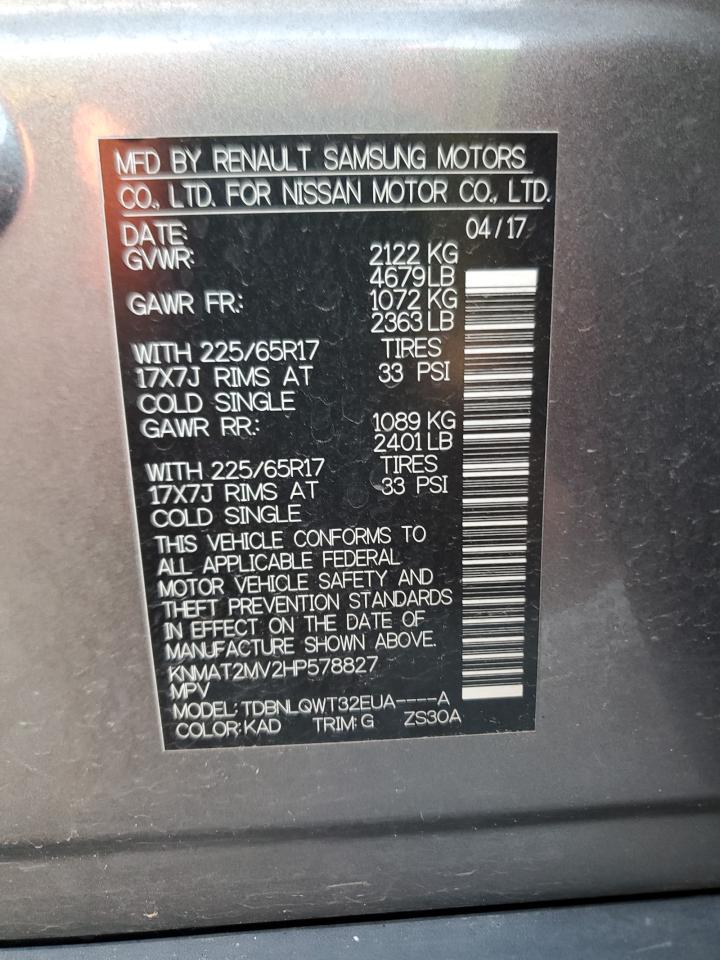 MFD BY RENAULT SAMSUNG MOTORS
CO., LTD. FOR NISSAN MOTOR CO., LTD.
DATE: 04/17
GVWR: 2122 KG
4679 LB
GAWR FR.: 1072 KG
2363 LB
WITH 225/65R17 TIRES
17X7J RIMS AT 33 PSI
COLD SINGLE
GAWR RR.: 1089 KG
2401 LB
WITH 225/65R17 TIRES
17X7J RIMS AT 33 PSI
COLD SINGLE
THIS VEHICLE CONFORMS TO
ALL APPLICABLE FEDERAL
MOTOR VEHICLE SAFETY AND
THEFT PREVENTION STANDARDS
IN EFFECT ON THE DATE OF
MANUFACTURE SHOWN ABOVE.
KNMAT2MV2HP578827
MPV
MODEL: TDBNLQWT32EUA----A
COLOR: KAD TRIM: G ZS30A